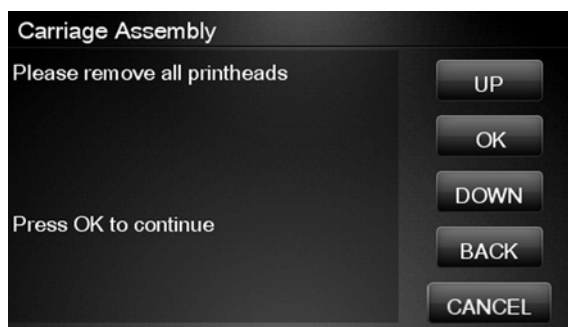 Carriage Assembly
Please remove all printheads
Press OK to continue
UP
OK
DOWN
BACK
CANCEL